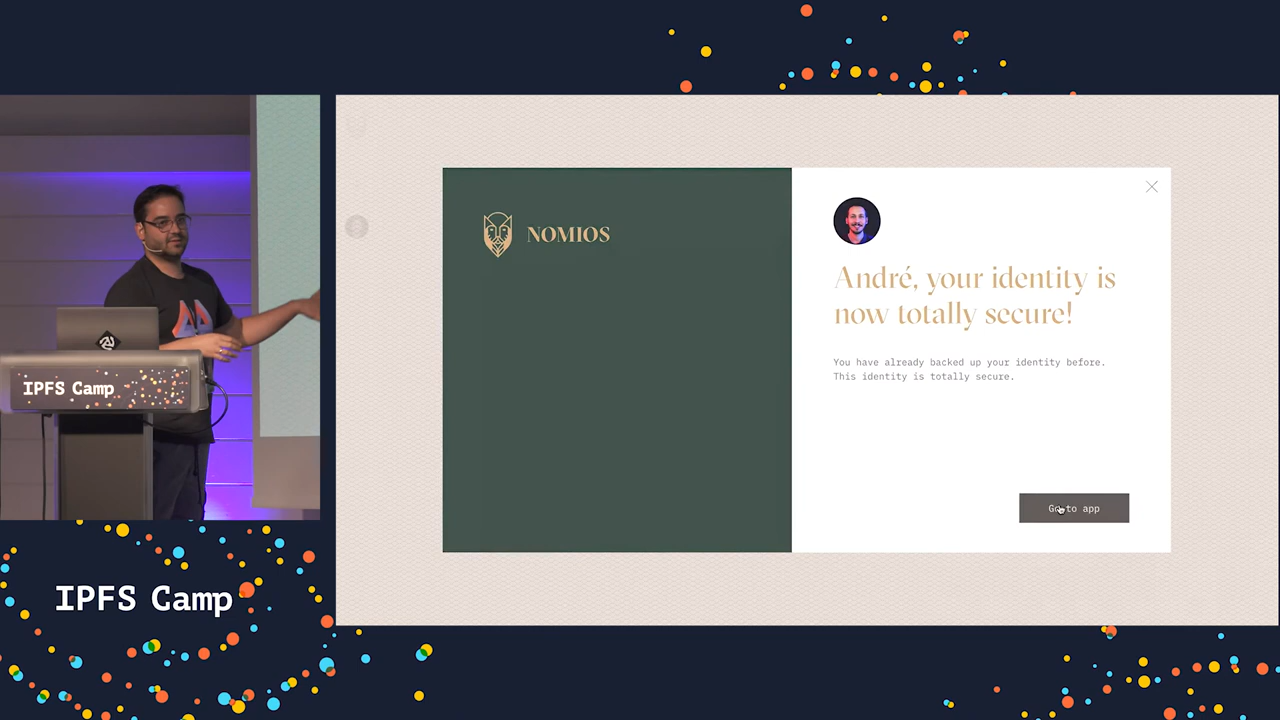 NOMIOS
André, your identity is
now totally secure!
You have already backed up your identity before.
This identity is totally secure.
Go to app
IPFS Camp
IPFS Camp